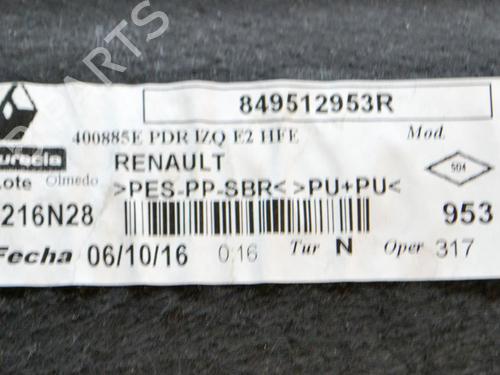 849512953R
400885E PDR IZQ E2 HFE Mod.
RENAULT
Lote Olmedo >PES-PP-SBR< >PU+PU< 504
216N28 953
Fecha 06/10/16 0:16 Tur N Oper 317